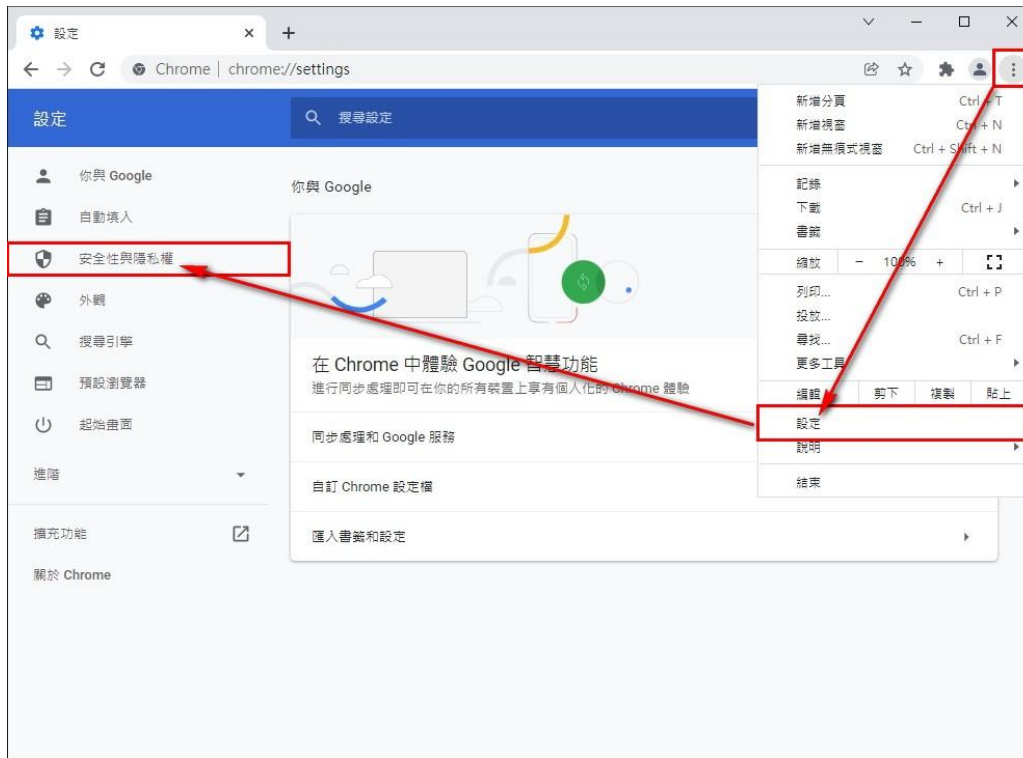 設定
Chrome | chrome://settings
設定
搜尋設定
你與 Google
自動填入
安全性與隱私權
外觀
搜尋引擎
預設瀏覽器
起始畫面
進階
擴充功能
關於 Chrome
你與 Google
在 Chrome 中體驗 Google 智慧功能
進行同步處理即可在你的所有裝置上享有個人化的 Chrome 體驗
同步處理和 Google 服務
自訂 Chrome 設定檔
匯入書籤和設定
新增分頁 Ctrl + T
新增視窗 Ctrl + N
新增無痕式視窗 Ctrl + Shift + N
記錄
下載 Ctrl + J
書籤
縮放 - 100% +
列印... Ctrl + P
投放...
尋找... Ctrl + F
更多工具
編輯 剪下 複製 貼上
設定
說明
結束